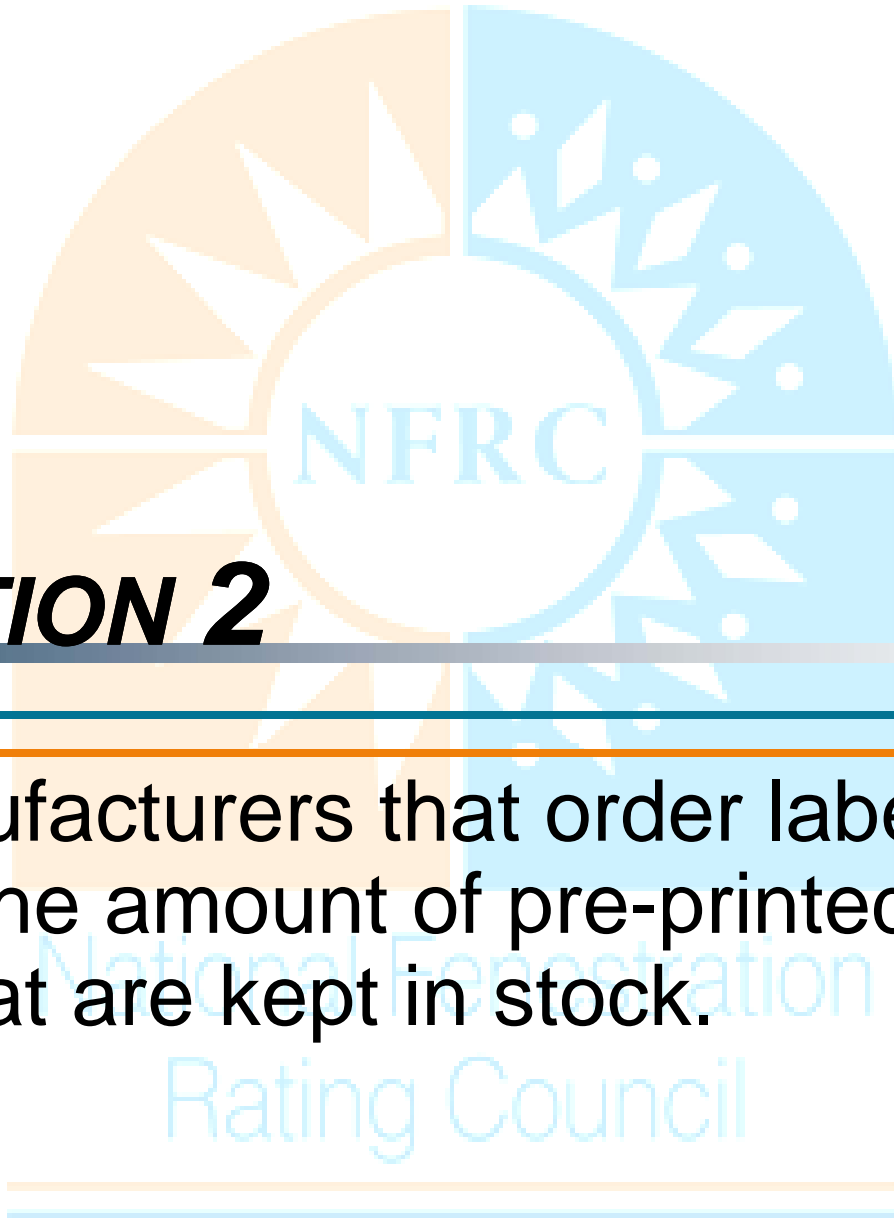 NFRC
TION 2
ufacturers that order labe
he amount of pre-printed
National Fenestration
at are kept in stock.
Rating Council